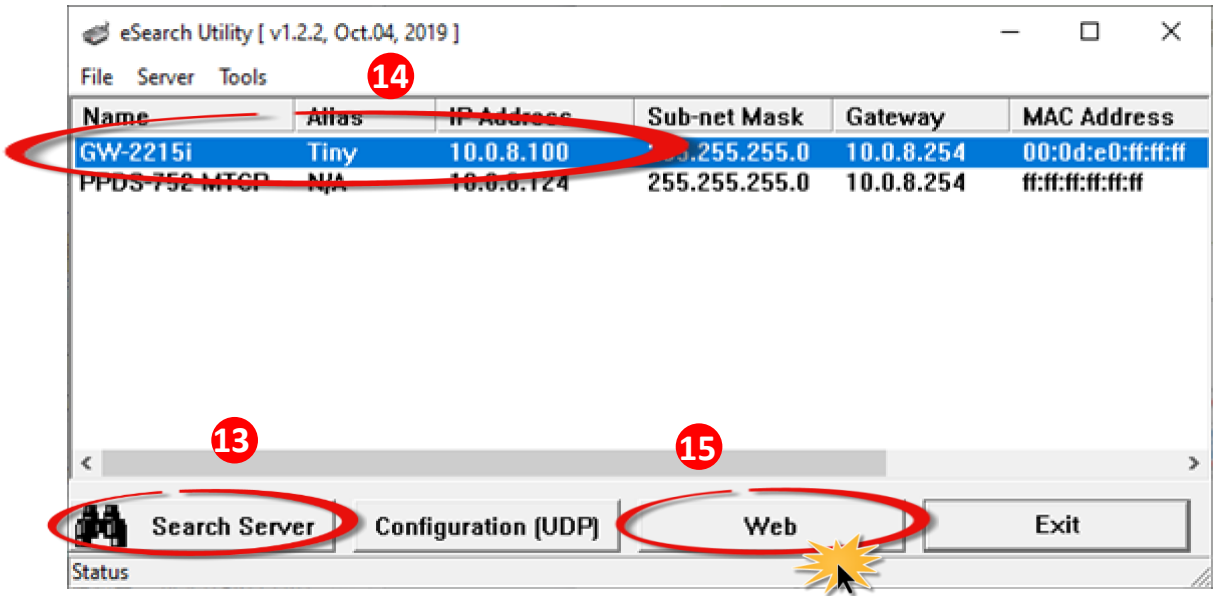 eSearch Utility [ v1.2.2, Oct.04, 2019 ]
File Server Tools
14
Name Alias IP Address Sub-net Mask Gateway MAC Address
GW-2215i Tiny 10.0.8.100 255.255.255.0 10.0.8.254 00:0d:e0:ff:ff:ff
PPDS-752-MTCP N/A 10.0.8.124 255.255.255.0 10.0.8.254 ff:ff:ff:ff:ff:ff
13
15
Search Server Configuration (UDP) Web Exit
Status